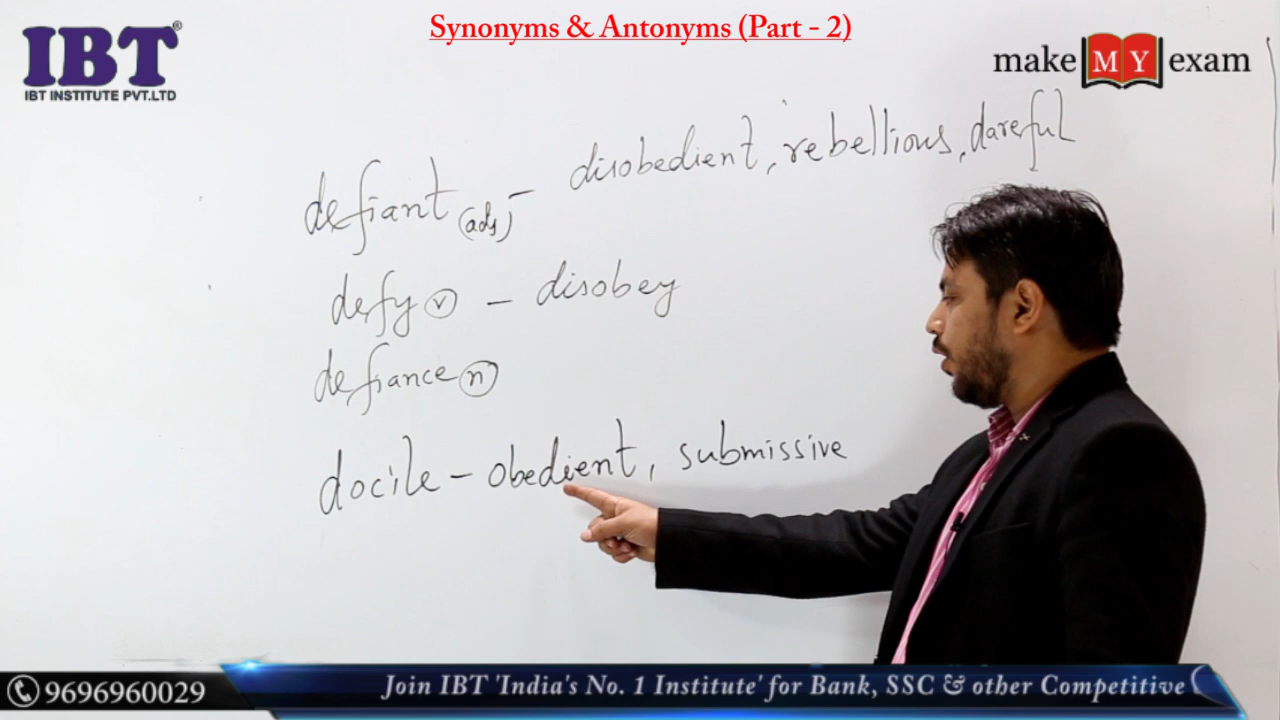 Synonyms & Antonyms (Part - 2)
IBT®
IBT INSTITUTE PVT.LTD
make MY exam
defiant (adj) - disobedient, rebellious, dareful
defy (v) - disobey
defiance (n)
docile - obedient, submissive
9696960029
Join IBT 'India's No. 1 Institute' for Bank, SSC & other Competitive